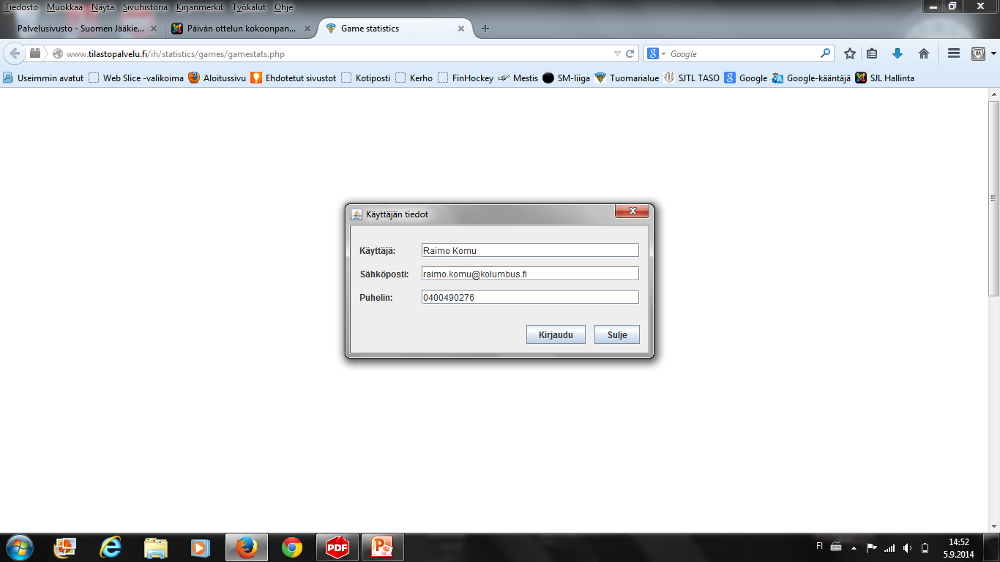 Tiedosto Muokkaa Näytä Sivuhistoria Kirjanmerkit Työkalut Ohje
Palvelusivusto - Suomen Jääkie... Päivän ottelun kokoonpan... Game statistics
www.tilastopalvelu.fi/ih/statistics/games/gamestats.php Google
Useimmin avatut Web Slice -valikoima Aloitussivu Ehdotetut sivustot Kotiposti Kerho FinHockey Mestis SM-liiga Tuomarialue SJTL TASO Google Google-kääntäjä SJL Hallinta
Käyttäjän tiedot
Käyttäjä: Raimo Komu
Sähköposti: raimo.komu@kolumbus.fi
Puhelin: 0400490276
Kirjaudu Sulje
PDF
FI 14:52
5.9.2014